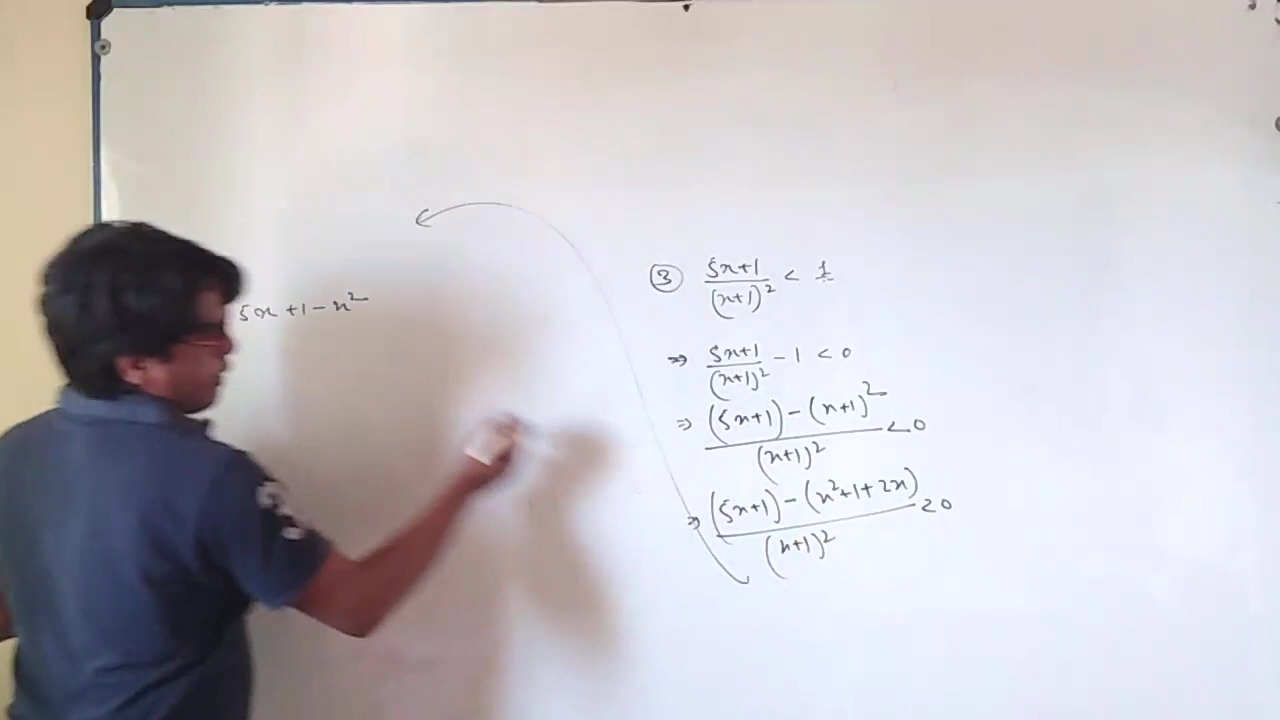 5x + 1 - x²
③ (5x+1)/(x+1)² < 1
⇒ (5x+1)/(x+1)² - 1 < 0
⇒ ((5x+1) - (x+1)²)/(x+1)² < 0
⇒ ((5x+1) - (x²+1+2x))/(x+1)² < 0